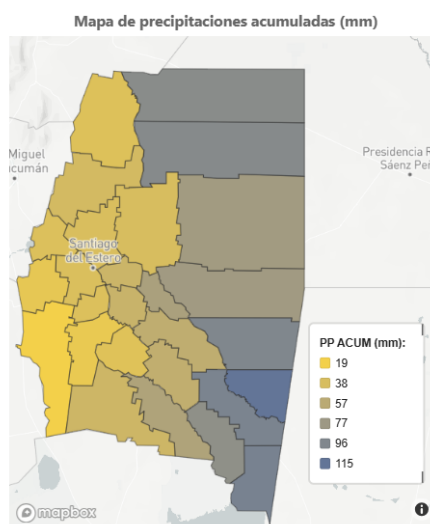 Mapa de precipitaciones acumuladas (mm)
Miguel
cumán
Presidencia R
Sáenz Peñ
Santiago
del Estero
PP ACUM (mm):
19
38
57
77
96
115
mapbox
i